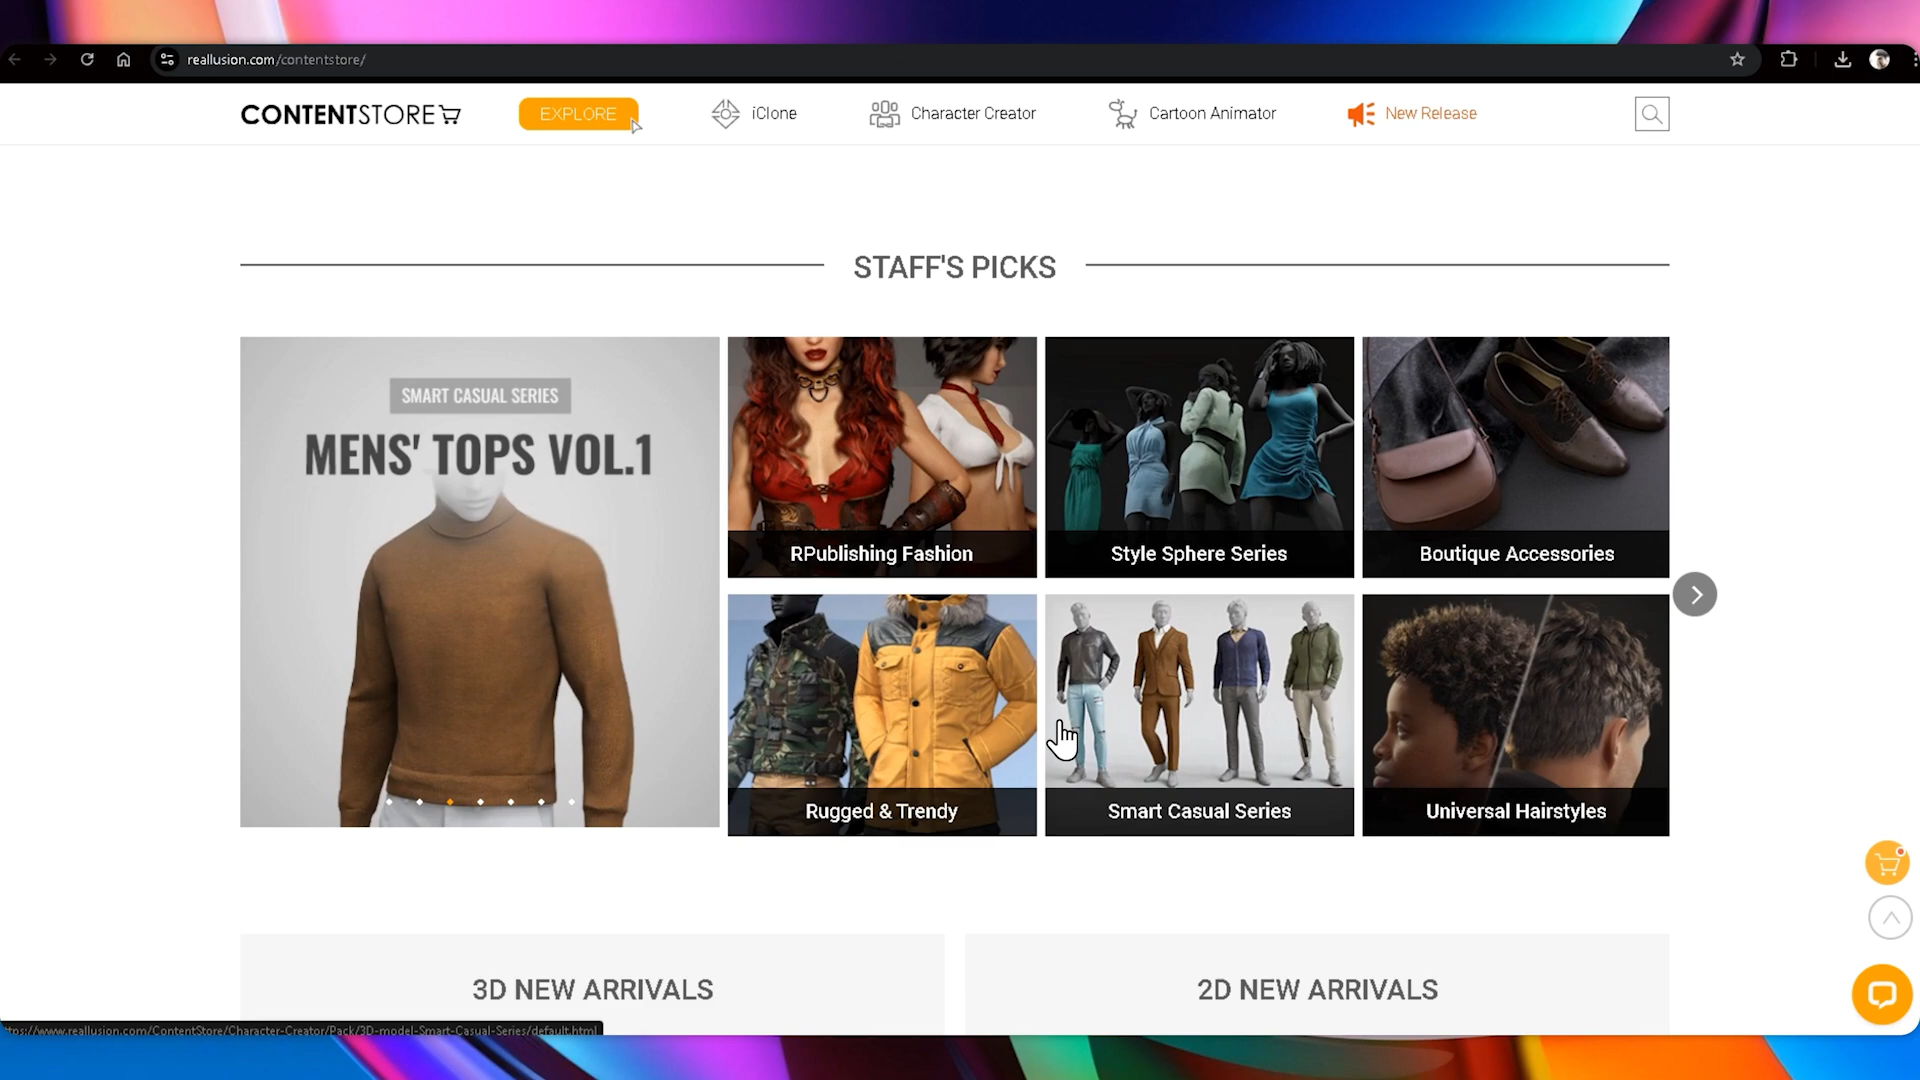 reallusion.com/contentstore/
CONTENTSTORE
EXPLORE
iClone
Character Creator
Cartoon Animator
New Release
STAFF'S PICKS
SMART CASUAL SERIES
MENS' TOPS VOL.1
RPublishing Fashion
Style Sphere Series
Boutique Accessories
Rugged & Trendy
Smart Casual Series
Universal Hairstyles
3D NEW ARRIVALS
2D NEW ARRIVALS
ttps://www.reallusion.com/ContentStore/Character-Creator/Pack/3D-model-Smart-Casual-Series/default.html